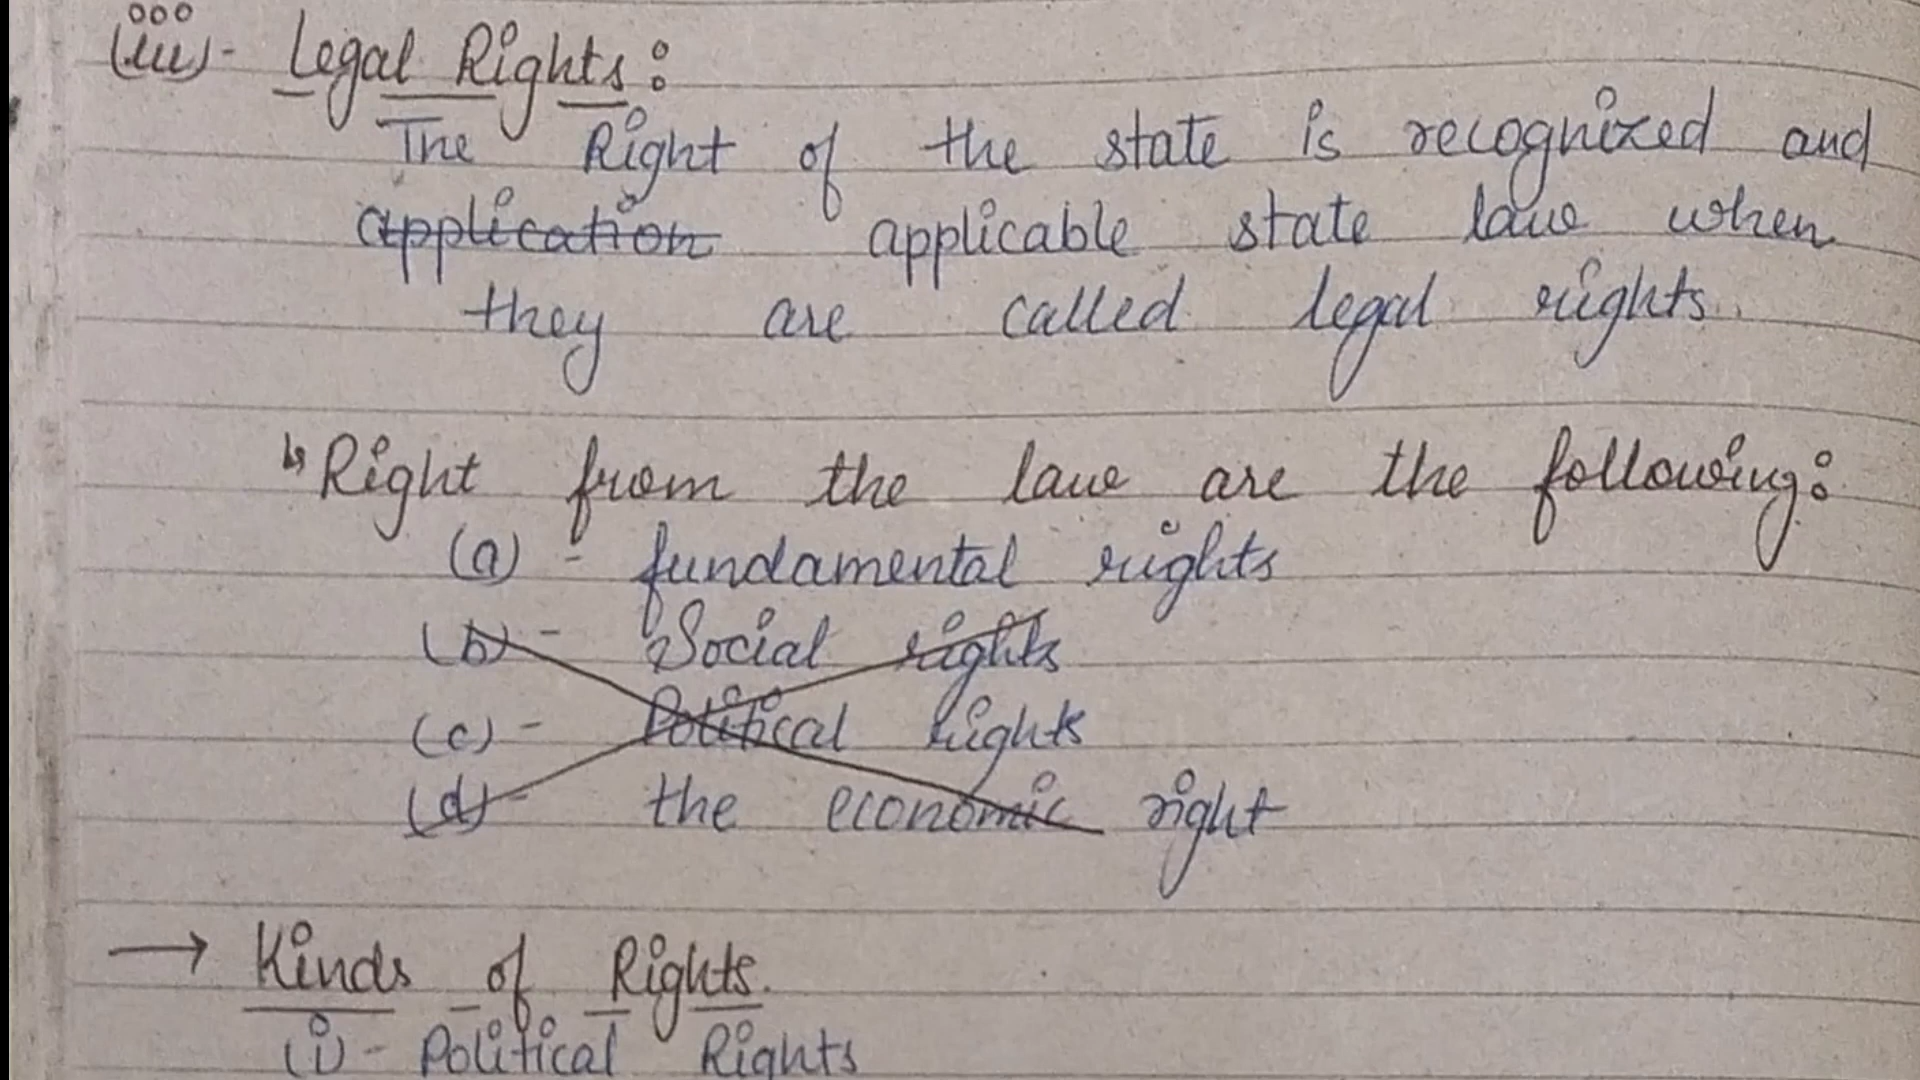 (iii)- Legal Rights:
The Right of the state is recognized and
application applicable state law when
they are called legal rights.
↳ Right from the law are the following:
(a) - fundamental rights
(b) - Social rights
(c) - Political rights
(d) - the economic right
→ Kinds of Rights.
(i) - Political Rights